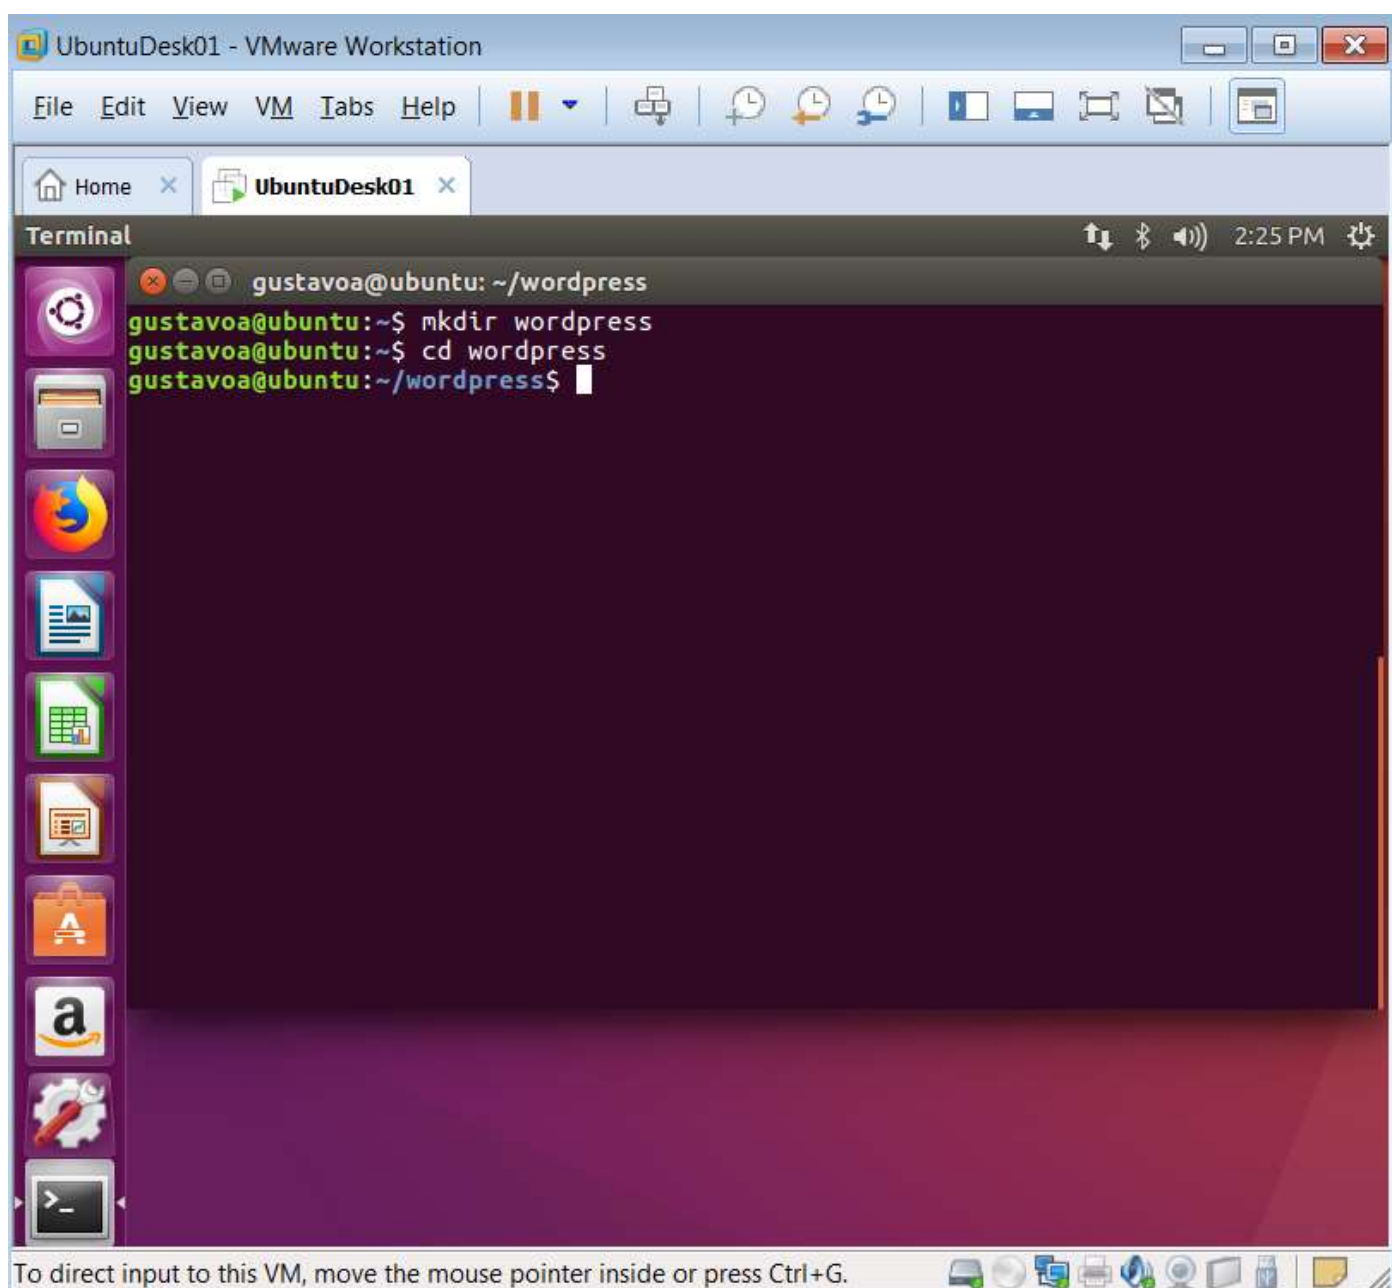 UbuntuDesk01 - VMware Workstation
File Edit View VM Tabs Help
Home UbuntuDesk01
Terminal 2:25 PM
gustavoa@ubuntu: ~/wordpress
gustavoa@ubuntu:~$ mkdir wordpress
gustavoa@ubuntu:~$ cd wordpress
gustavoa@ubuntu:~/wordpress$
a
To direct input to this VM, move the mouse pointer inside or press Ctrl+G.